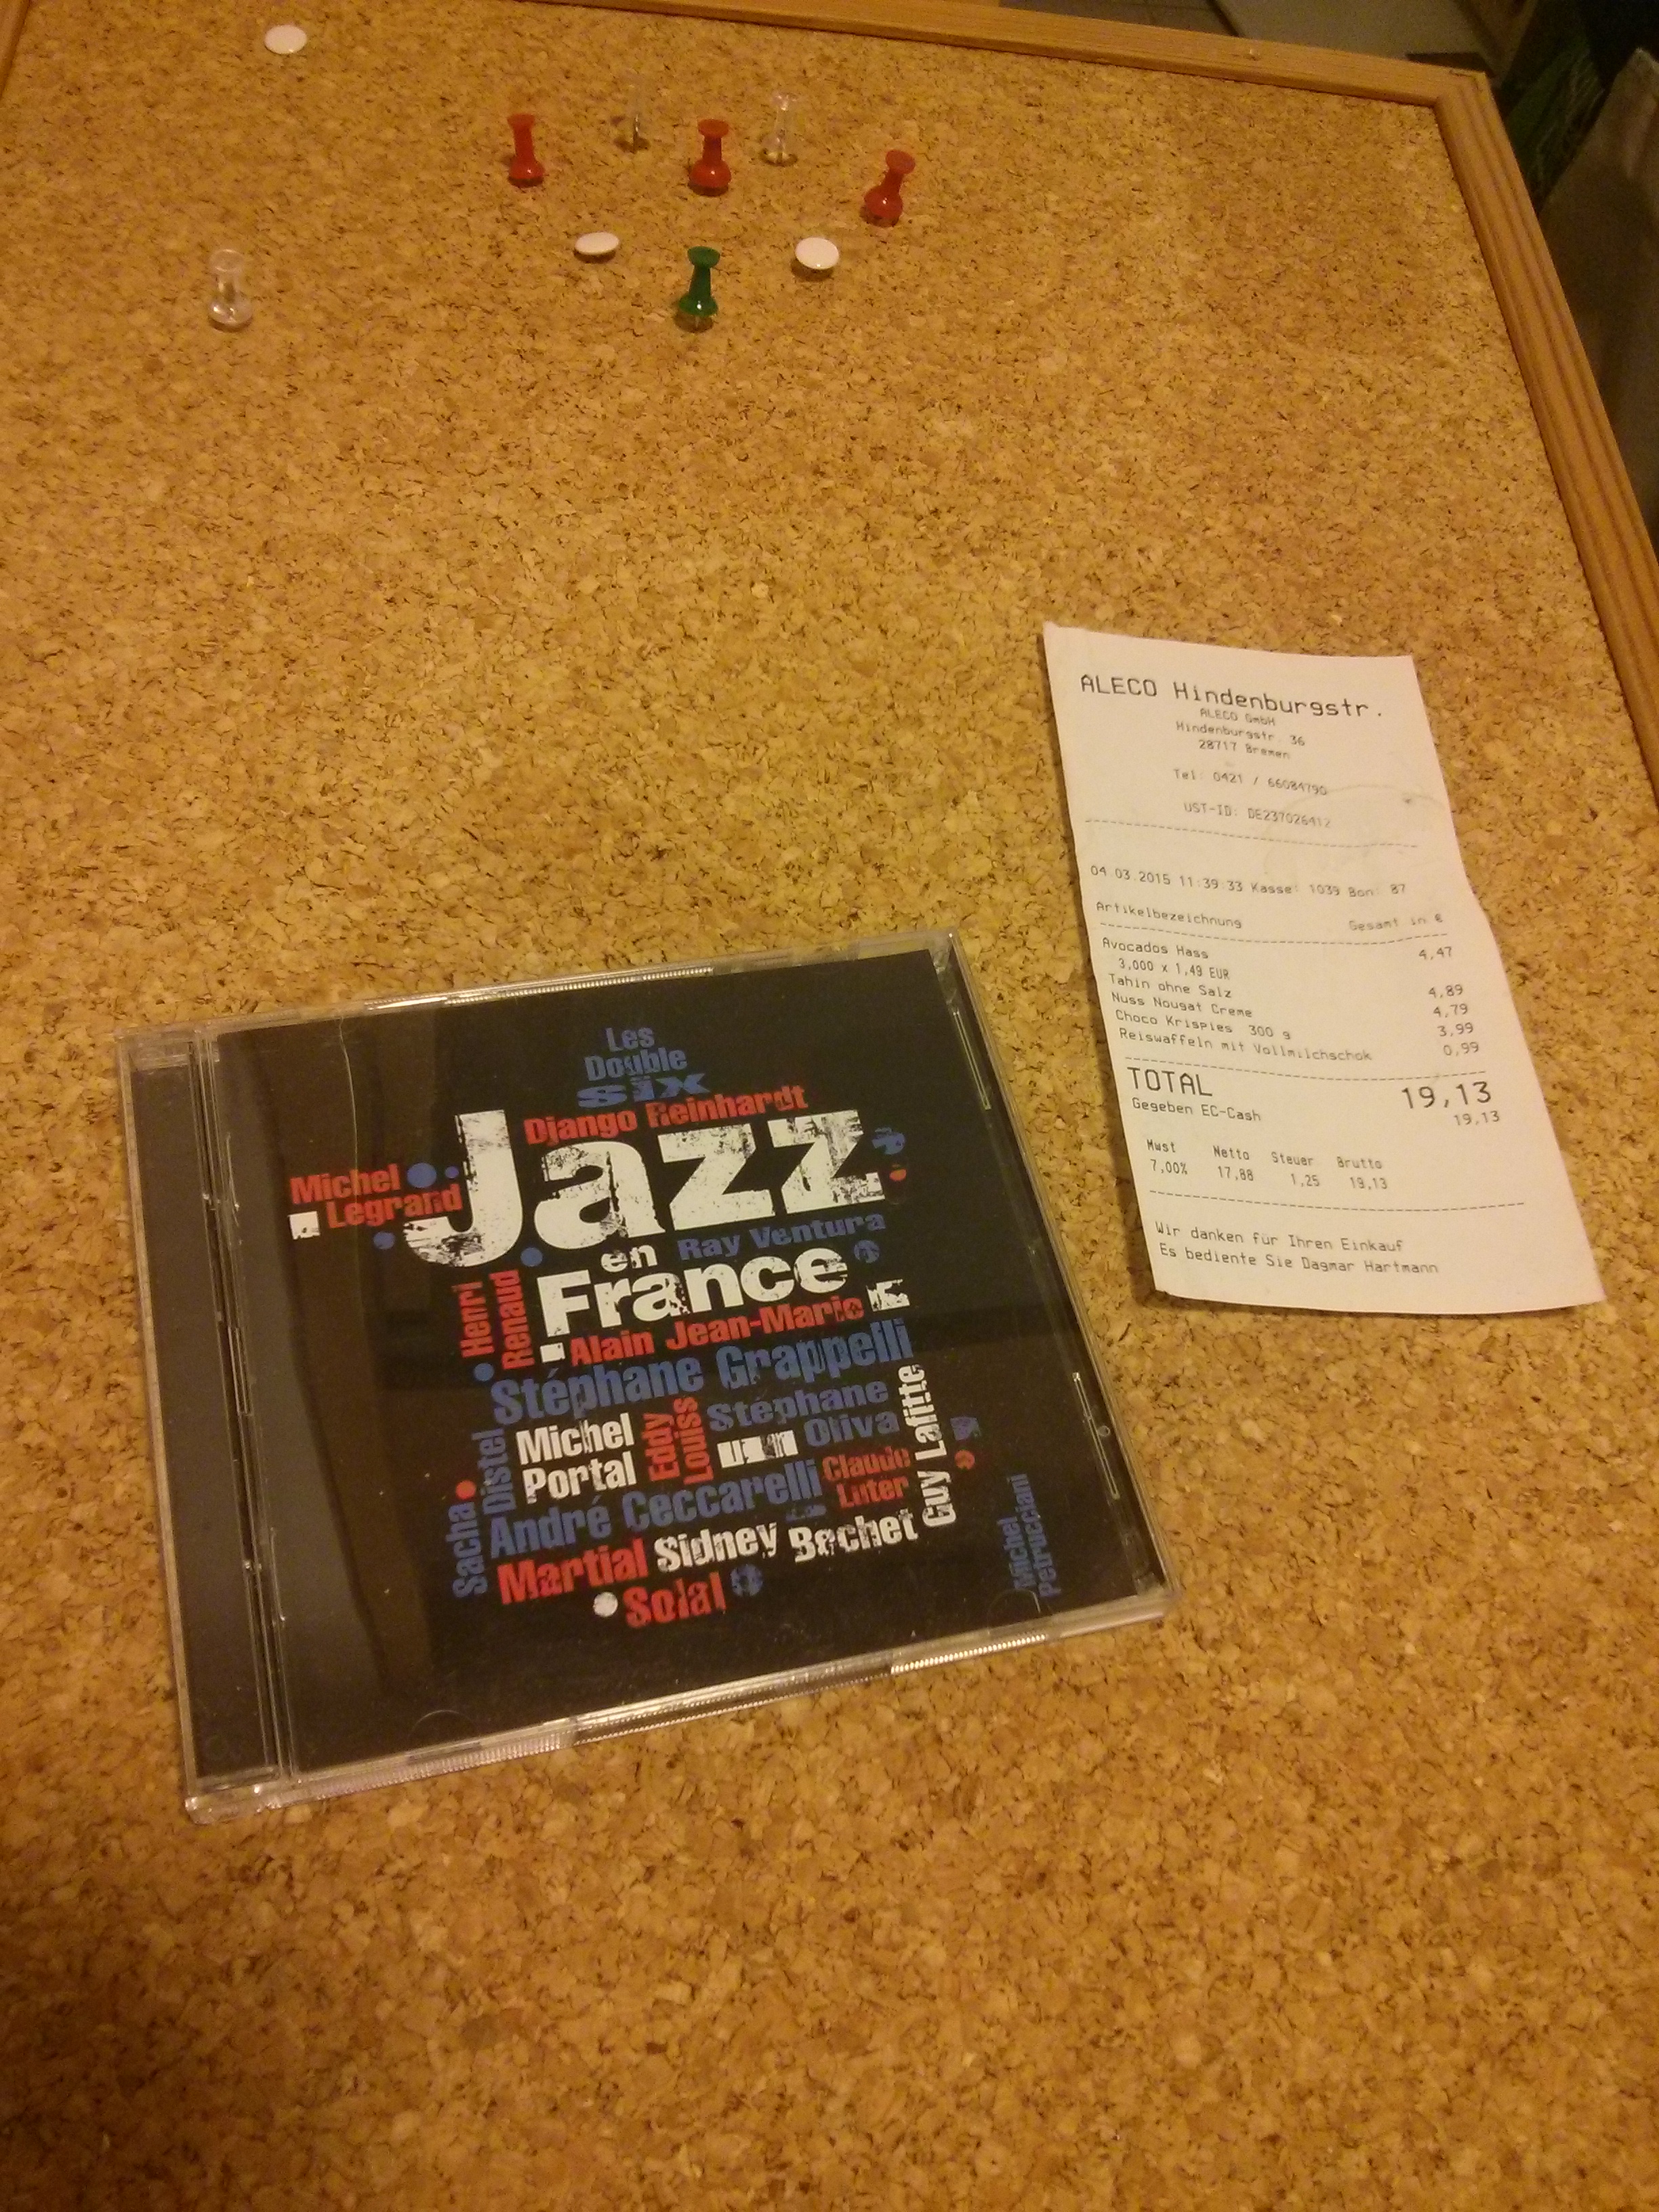 Les
Double
six
Django Reinhardt
Jazz
Michel
Legrand
en
Ray Ventura
France
Henri
Renaud
Alain Jean-Marie
Stéphane Grappelli
Michel
Portal
Eddy
Louiss
Stéphane
Oliva
Guy Lafitte
Sacha
Distel
André Ceccarelli
Claude
Luter
Martial
Solal
Sidney Bechet
Michel
Petrucciani
ALECO Hindenburgstr.
ALECO GmbH
Hindenburgstr. 36
28717 Bremen
Tel: 0421 / 66084790
UST-ID: DE237026412
04.03.2015 11:39:33 Kasse: 1039 Bon: 87
Artikelbezeichnung Gesamt in €
Avocados Hass 4,47
3,000 x 1,49 EUR
Tahin ohne Salz 4,89
Nuss Nougat Creme 4,79
Choco Krispies 300 g 3,99
Reiswaffeln mit Vollmilchschok 0,99
TOTAL 19,13
Gegeben EC-Cash 19,13
Mwst Netto Steuer Brutto
7,00% 17,88 1,25 19,13
Wir danken für Ihren Einkauf
Es bediente Sie Dagmar Hartmann